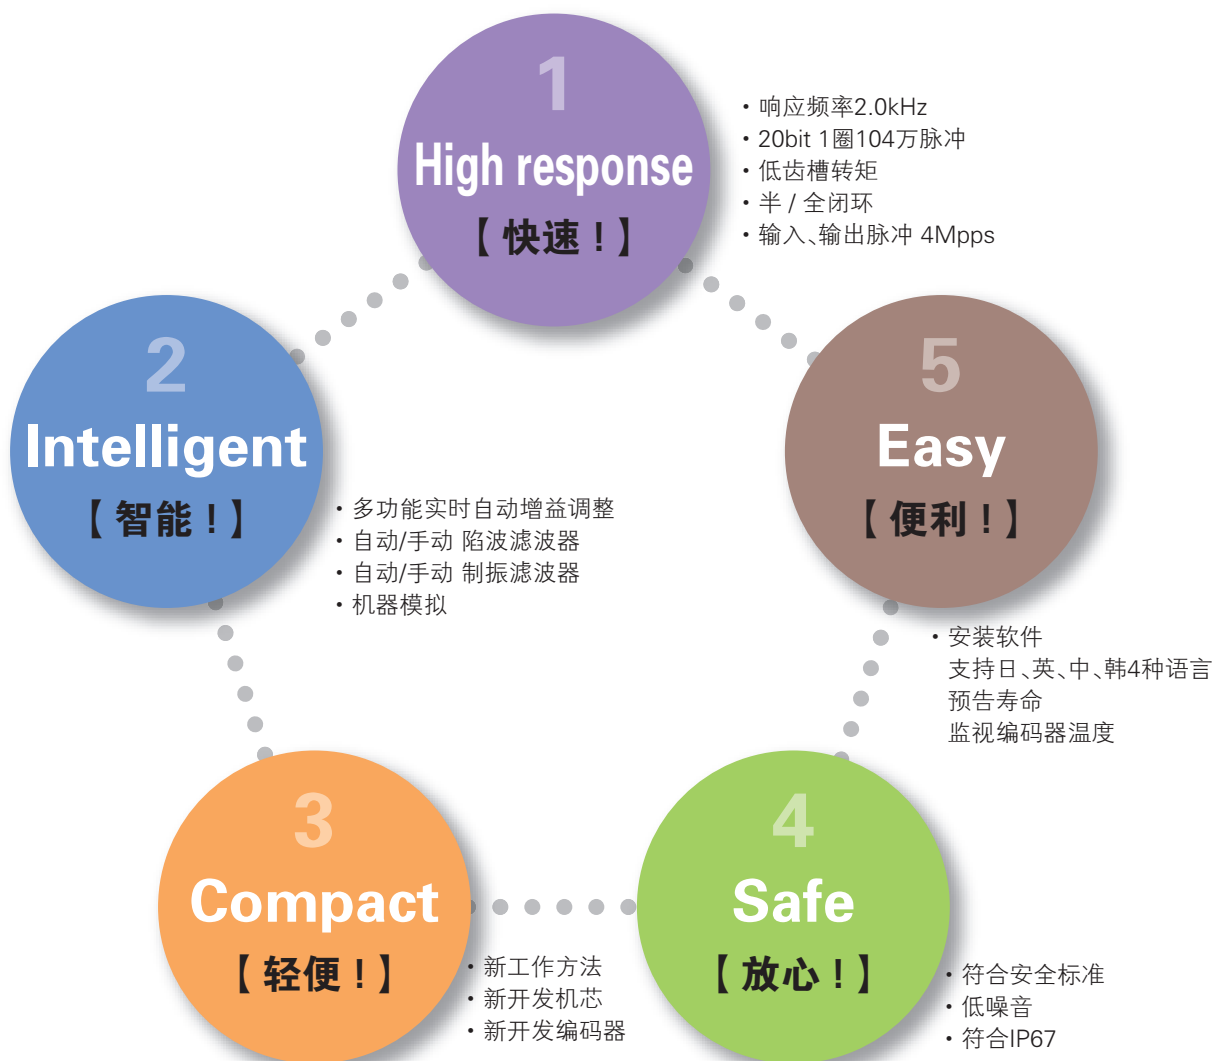 1
High response
【 快速！】
・响应频率2.0kHz
・20bit 1圈104万脉冲
・低齿槽转矩
・半 / 全闭环
・输入、输出脉冲 4Mpps
2
Intelligent
【 智能！】
・多功能实时自动增益调整
・自动/手动 陷波滤波器
・自动/手动 制振滤波器
・机器模拟
3
Compact
【 轻便！】
・新工作方法
・新开发机芯
・新开发编码器
4
Safe
【 放心！】
・符合安全标准
・低噪音
・符合IP67
5
Easy
【 便利！】
・安装软件
支持日、英、中、韩4种语言
预告寿命
监视编码器温度